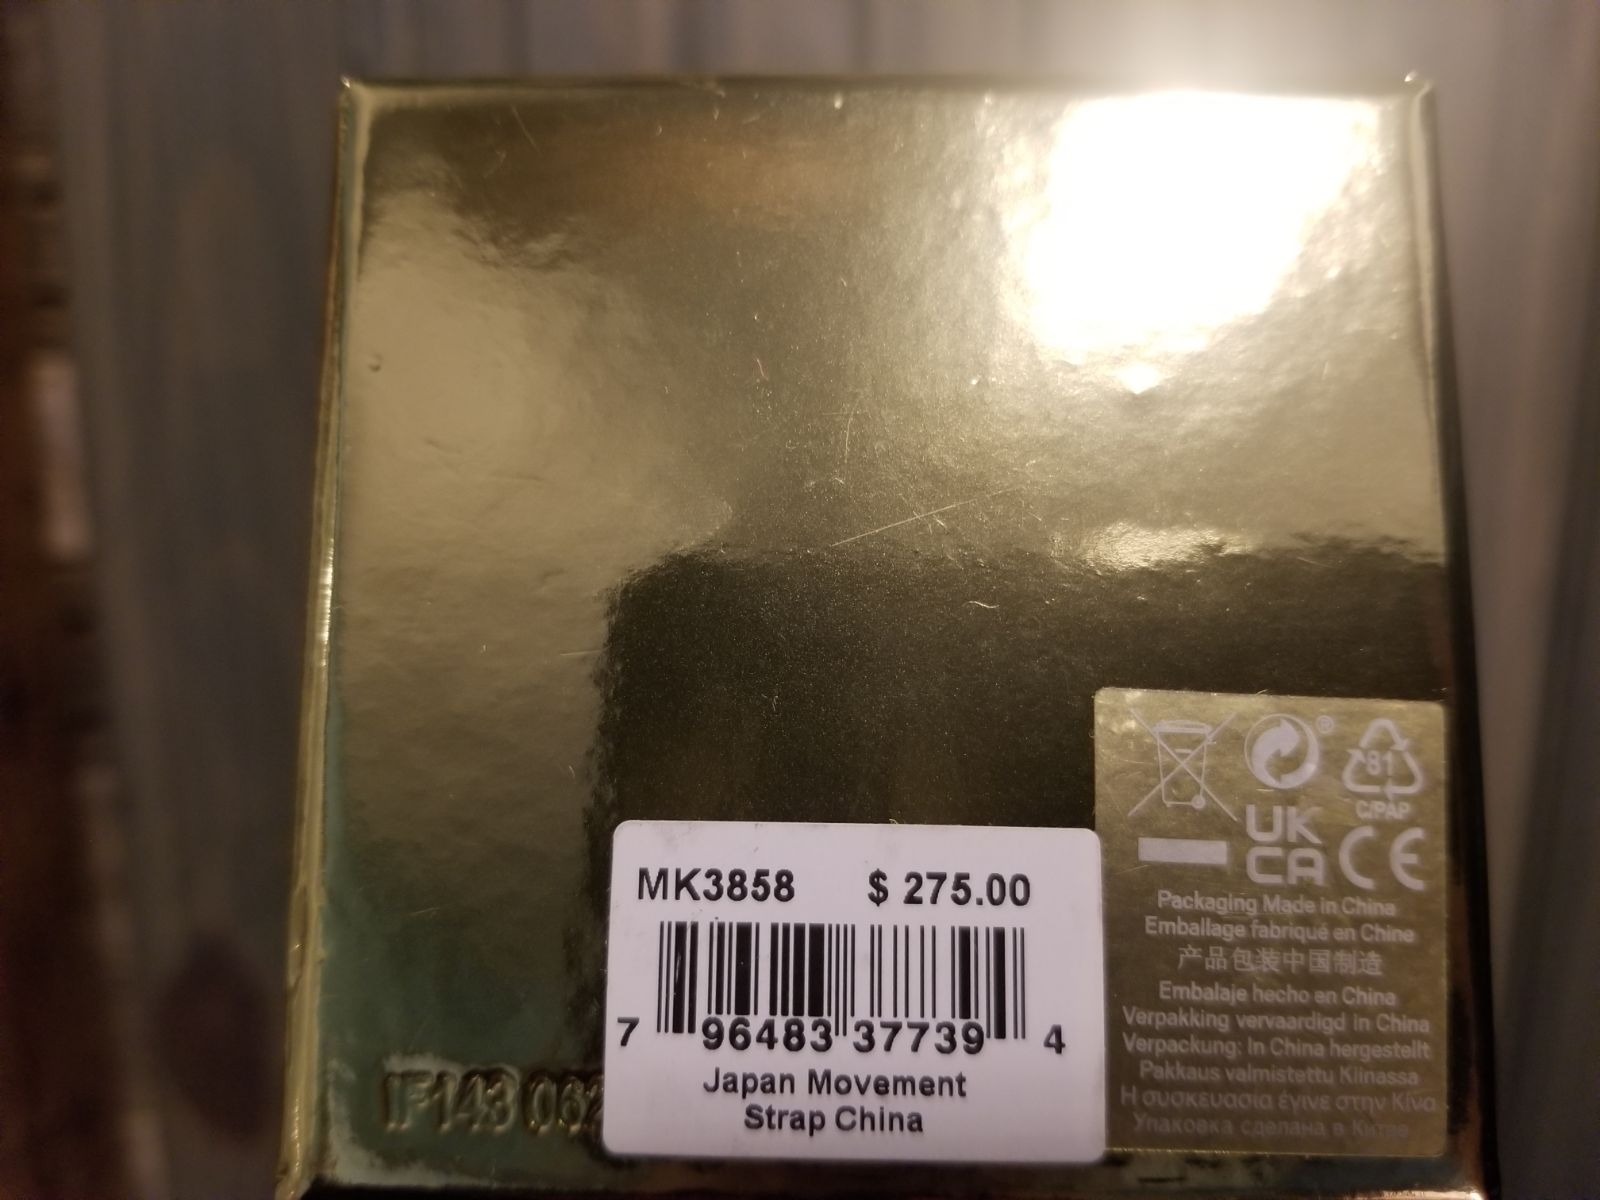 MK3858 $ 275.00
7 96483 37739 4
Japan Movement
Strap China
IF143 062
®
81
C/PAP
UK
CA CE
Packaging Made in China
Emballage fabriqué en Chine
产品包装中国制造
Embalaje hecho en China
Verpakking vervaardigd in China
Verpackung: In China hergestellt
Pakkaus valmistettu Kiinassa
Η συσκευασία έγινε στην Κίνα
Упаковка сделана в Китае